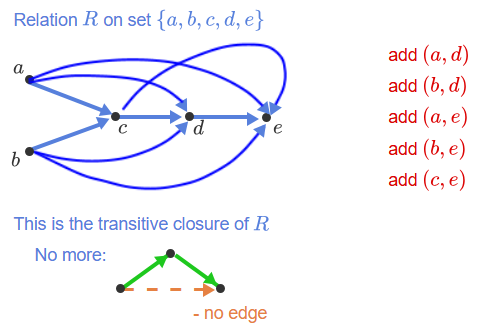 Relation R on set {a, b, c, d, e}
a
b
c
d
e
add (a, d)
add (b, d)
add (a, e)
add (b, e)
add (c, e)
This is the transitive closure of R
No more:
- no edge